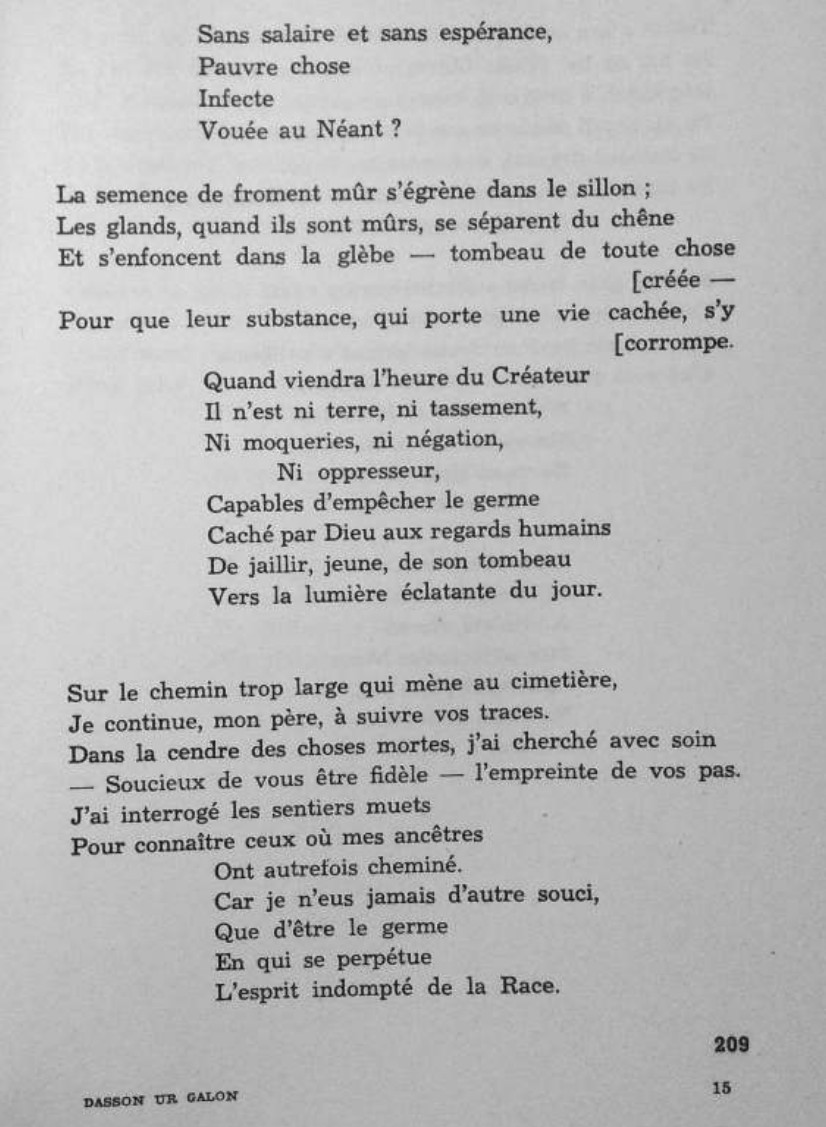 Sans salaire et sans espérance,
Pauvre chose
Infecte
Vouée au Néant ?
La semence de froment mûr s'égrène dans le sillon ;
Les glands, quand ils sont mûrs, se séparent du chêne
Et s'enfoncent dans la glèbe — tombeau de toute chose
[créée —
Pour que leur substance, qui porte une vie cachée, s'y
[corrompe.
Quand viendra l'heure du Créateur
Il n'est ni terre, ni tassement,
Ni moqueries, ni négation,
Ni oppresseur,
Capables d'empêcher le germe
Caché par Dieu aux regards humains
De jaillir, jeune, de son tombeau
Vers la lumière éclatante du jour.
Sur le chemin trop large qui mène au cimetière,
Je continue, mon père, à suivre vos traces.
Dans la cendre des choses mortes, j'ai cherché avec soin
— Soucieux de vous être fidèle — l'empreinte de vos pas.
J'ai interrogé les sentiers muets
Pour connaître ceux où mes ancêtres
Ont autrefois cheminé.
Car je n'eus jamais d'autre souci,
Que d'être le germe
En qui se perpétue
L'esprit indompté de la Race.
209
DASSON UR GALON
15